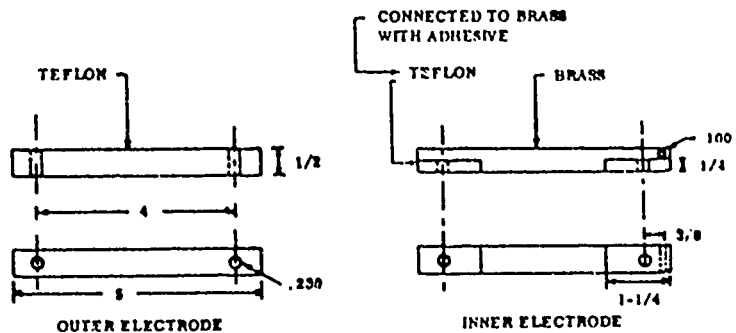 CONNECTED TO BRASS
WITH ADHESIVE
TEFLON
TEFLON
BRASS
1/2
100
1/4
4
.230
5
3/8
1-1/4
OUTER ELECTRODE
INNER ELECTRODE